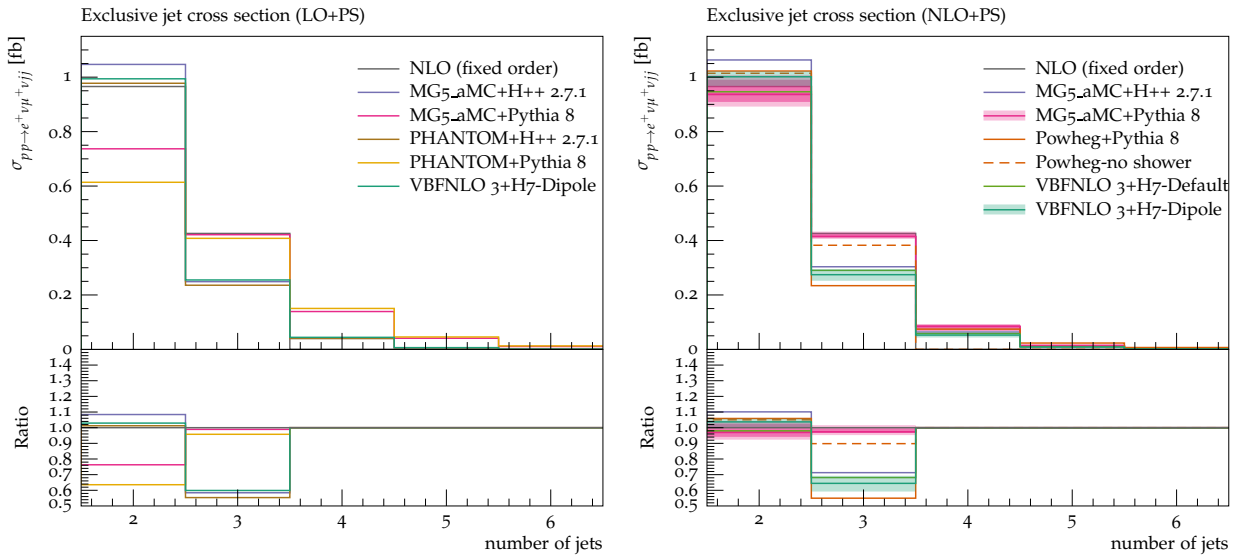 Exclusive jet cross section (LO+PS)
σpp→e+νμ+νjj [fb]
NLO (fixed order)
MG5_aMC+H++ 2.7.1
MG5_aMC+Pythia 8
PHANTOM+H++ 2.7.1
PHANTOM+Pythia 8
VBFNLO 3+H7-Dipole
1
0.8
0.6
0.4
0.2
0
1.4
1.3
1.2
1.1
1.0
0.9
0.8
0.7
0.6
0.5
Ratio
2 3 4 5 6
number of jets
Exclusive jet cross section (NLO+PS)
σpp→e+νμ+νjj [fb]
NLO (fixed order)
MG5_aMC+H++ 2.7.1
MG5_aMC+Pythia 8
Powheg+Pythia 8
Powheg-no shower
VBFNLO 3+H7-Default
VBFNLO 3+H7-Dipole
1
0.8
0.6
0.4
0.2
0
1.4
1.3
1.2
1.1
1.0
0.9
0.8
0.7
0.6
0.5
Ratio
2 3 4 5 6
number of jets